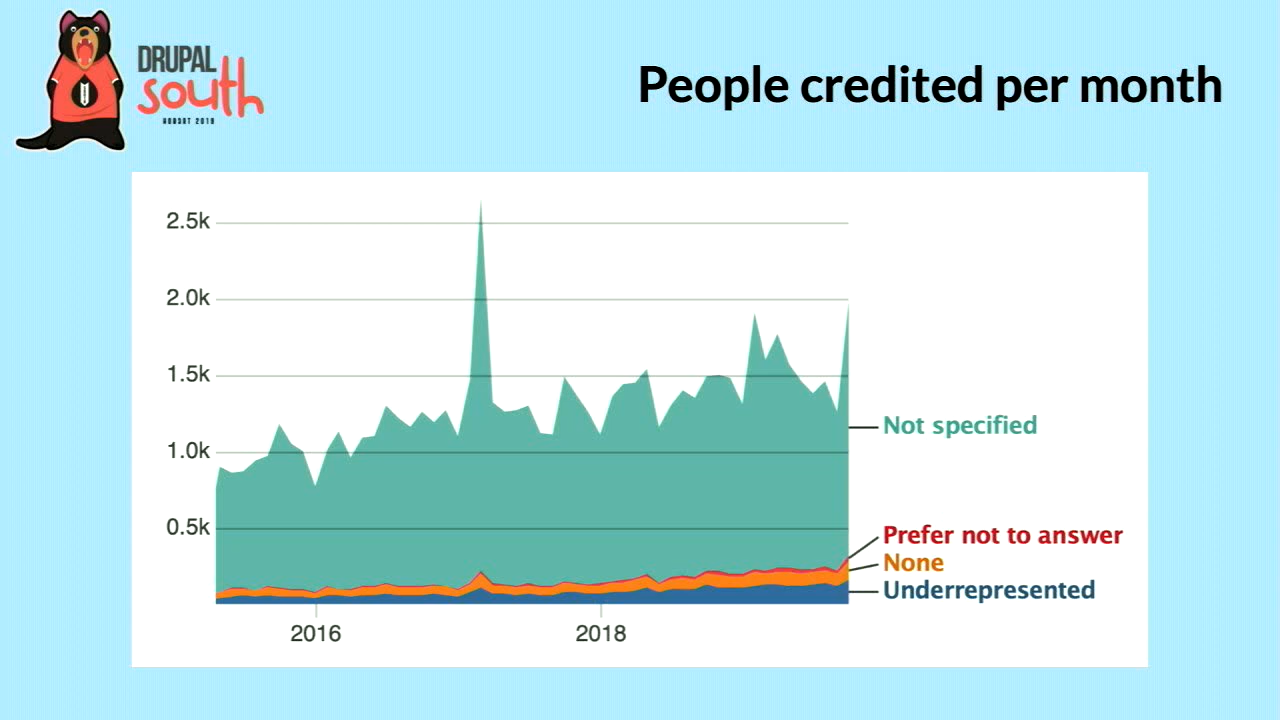 DRUPAL
south
People credited per month
2.5k
2.0k
1.5k
1.0k
0.5k
2016
2018
Not specified
Prefer not to answer
None
Underrepresented